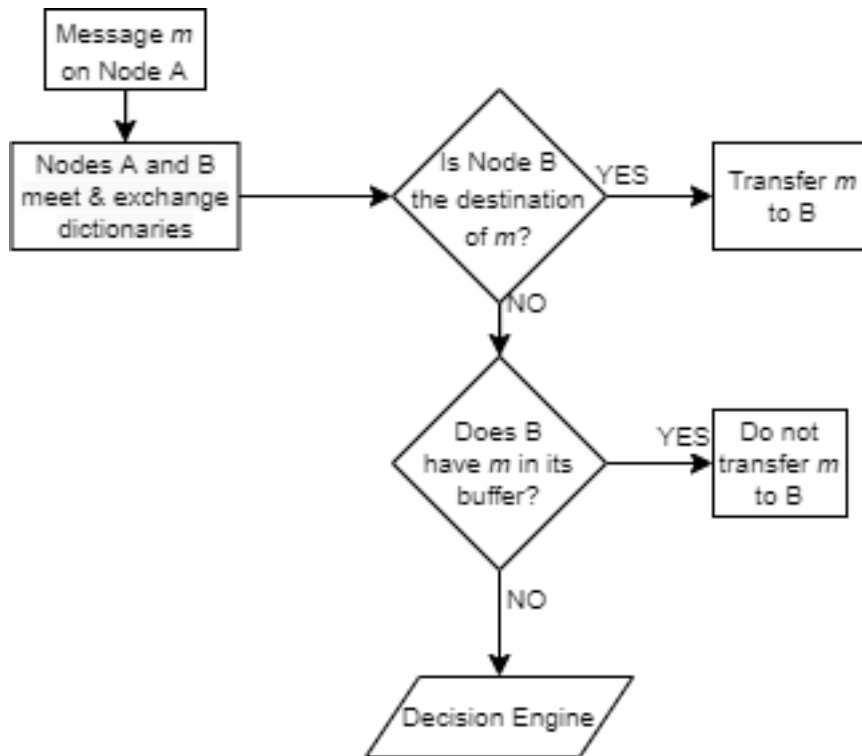 Message m
on Node A
Nodes A and B
meet & exchange
dictionaries
Is Node B
the destination
of m?
YES
Transfer m
to B
NO
Does B
have m in its
buffer?
YES
Do not
transfer m
to B
NO
Decision Engine